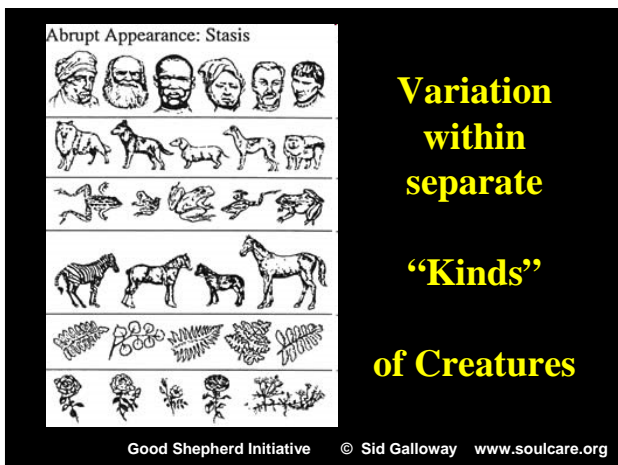 Abrupt Appearance: Stasis
Variation
within
separate
“Kinds”
of Creatures
Good Shepherd Initiative © Sid Galloway www.soulcare.org